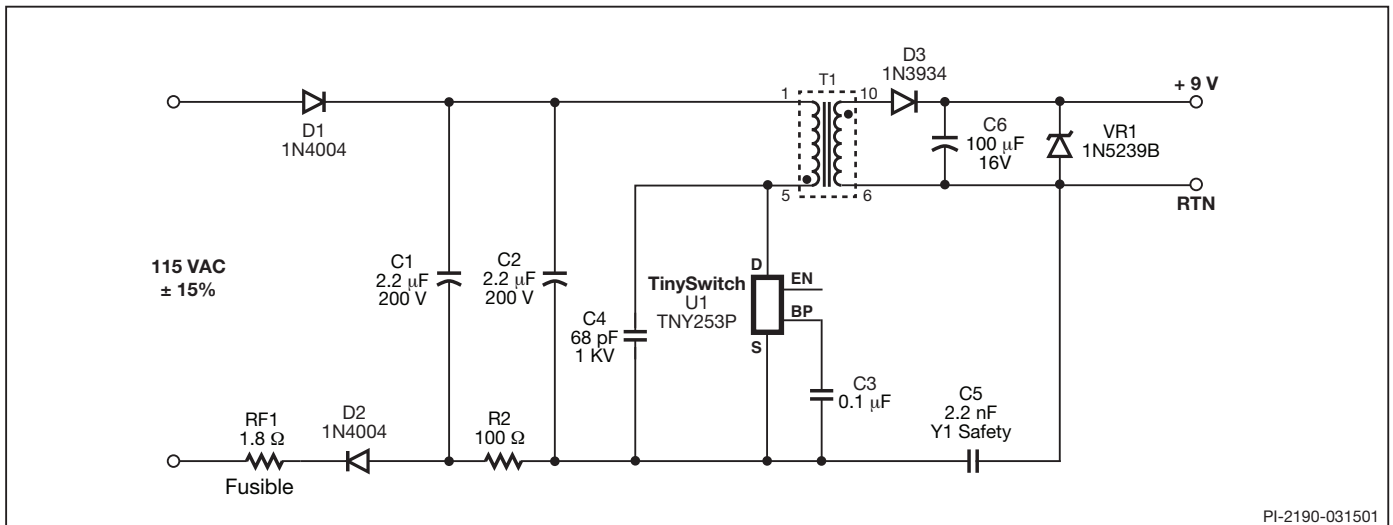 D3
1N3934
T1
+ 9 V
1
10
D1
1N4004
C6
100 µF
16V
VR1
1N5239B
5
6
RTN
115 VAC
± 15%
C1
2.2 µF
200 V
C2
2.2 µF
200 V
D
EN
TinySwitch
U1
TNY253P
BP
S
C4
68 pF
1 KV
C3
0.1 µF
C5
2.2 nF
Y1 Safety
RF1
1.8 Ω
Fusible
D2
1N4004
R2
100 Ω
PI-2190-031501